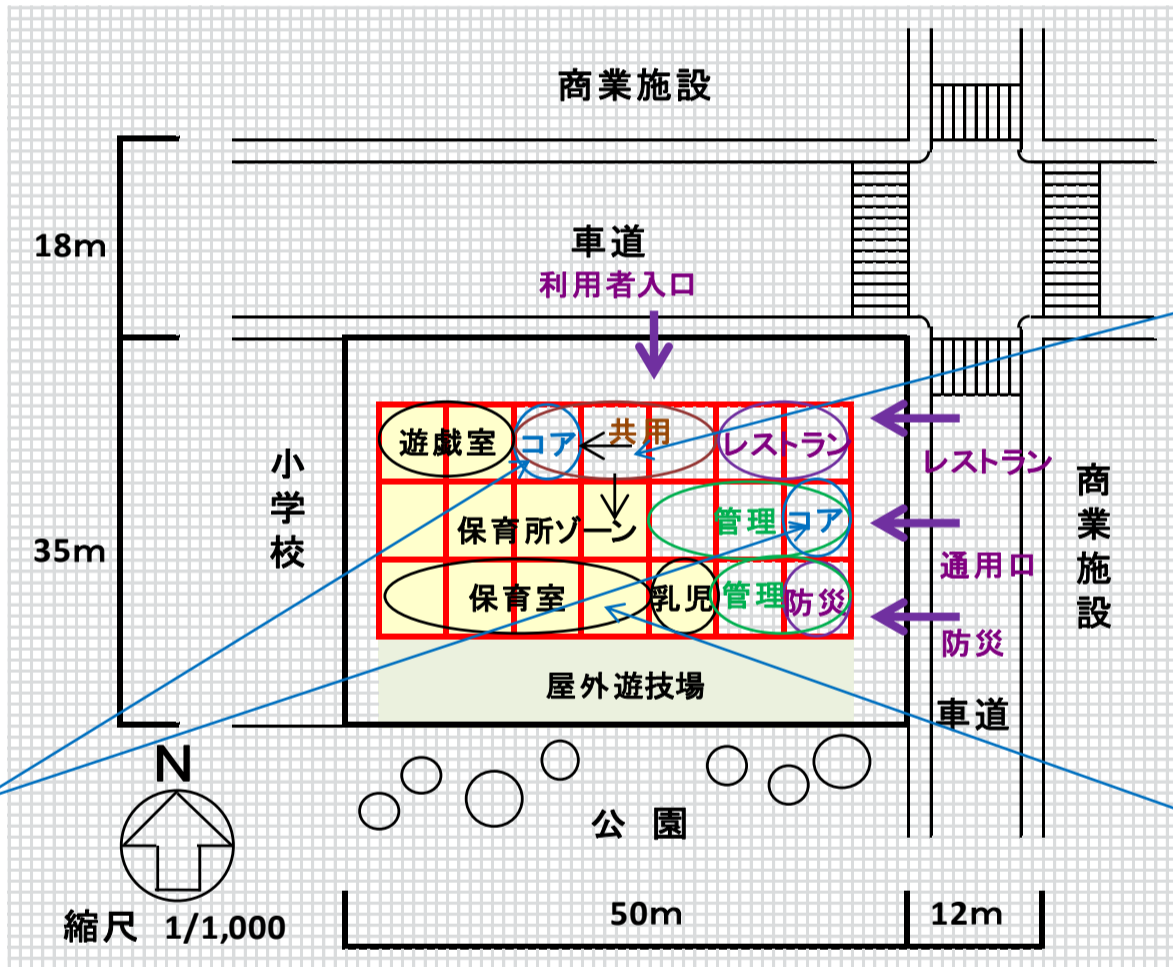 商業施設
18m
車道
利用者入口
遊戯室
コア
共用
レストラン
レストラン
小学校
35m
保育所ゾーン
管理
コア
商業施設
通用口
保育室
乳児
管理
防災
防災
屋外遊技場
車道
N
公園
縮尺 1/1,000
50m
12m